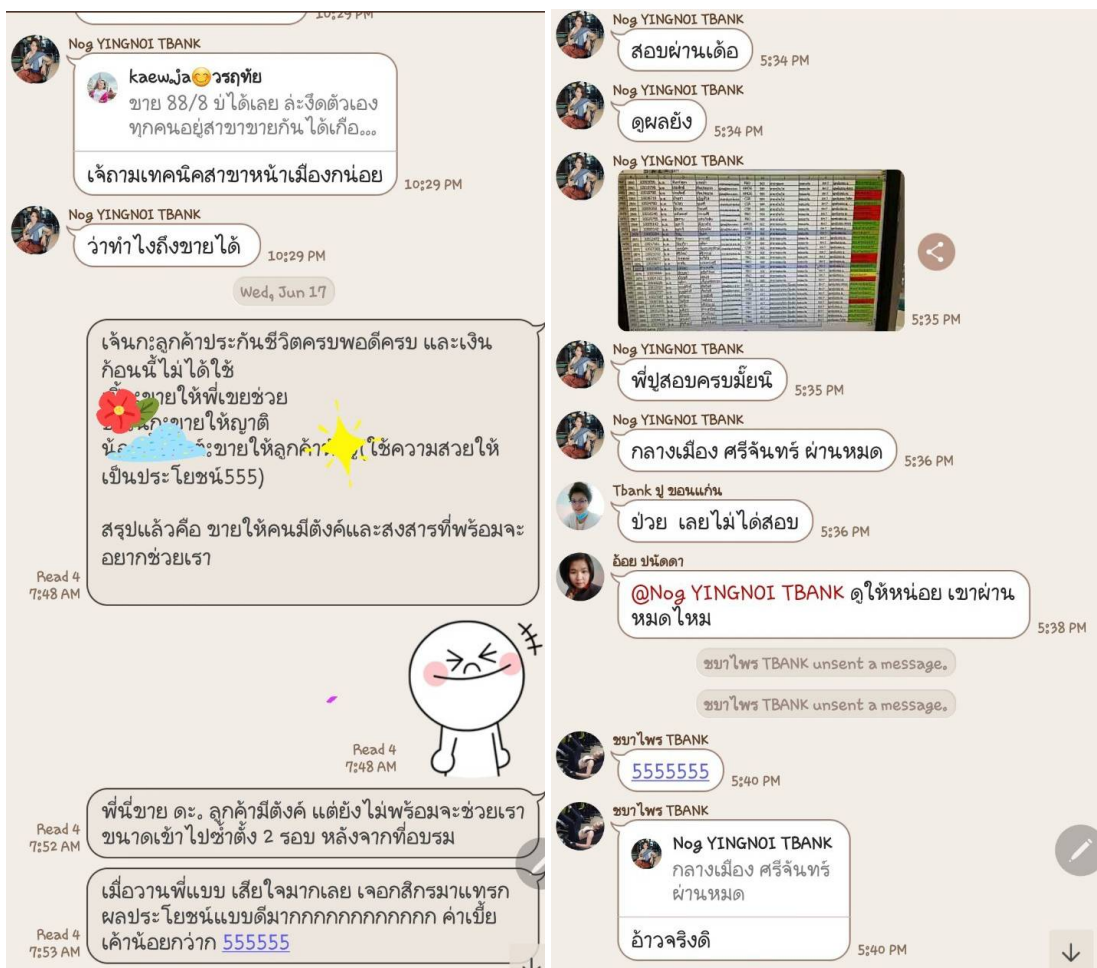 10:29 PM
Nog YINGNOI TBANK
kaew.ja😊วรฤทัย
ขาย 88/8 บ่ได้เลย ล่ะงึดตัวเอง
ทุกคนอยู่สาขาขายกันได้เกือ...
เจ้ถามเทคนิคสาขาหน้าเมืองกน่อย
10:29 PM
Nog YINGNOI TBANK
ว่าทำไงถึงขายได้
10:29 PM
Wed, Jun 17
เจ้นกะลูกค้าประกันชีวิตครบพอดีครบ และเงิน
ก้อนนี้ไม่ได้ใช้
ขายให้พี่เขยช่วย
ขายให้ญาติ
ขายให้ลูกค้า (ใช้ความสวยให้
เป็นประโยชน์555)
สรุปแล้วคือ ขายให้คนมีตังค์และสงสารที่พร้อมจะ
อยากช่วยเรา
Read 4
7:48 AM
Read 4
7:48 AM
พี่นี่ขาย ดะ. ลูกค้ามีตังค์ แต่ยังไม่พร้อมจะช่วยเรา
ขนาดเข้าไปซ้ำตั้ง 2 รอบ หลังจากที่อบรม
Read 4
7:52 AM
เมื่อวานพี่แบบ เสียใจมากเลย เจอกสิกรมาแทรก
ผลประโยชน์แบบดีมากกกกกกกกกกกก ค่าเบี้ย
เค้าน้อยกว่าก 555555
Read 4
7:53 AM
Nog YINGNOI TBANK
สอบผ่านเด้อ
5:34 PM
Nog YINGNOI TBANK
ดูผลยัง
5:34 PM
Nog YINGNOI TBANK
5:35 PM
Nog YINGNOI TBANK
พี่ปูสอบครบมั๊ยนิ
5:35 PM
Nog YINGNOI TBANK
กลางเมือง ศรีจันทร์ ผ่านหมด
5:36 PM
Tbank ปู ขอนแก่น
ป่วย เลยไม่ได่สอบ
5:36 PM
อ้อย ปนัดดา
@Nog YINGNOI TBANK ดูให้หน่อย เขาผ่าน
หมดไหม
5:38 PM
ชบาไพร TBANK unsent a message.
ชบาไพร TBANK unsent a message.
ชบาไพร TBANK
5555555
5:40 PM
ชบาไพร TBANK
Nog YINGNOI TBANK
กลางเมือง ศรีจันทร์
ผ่านหมด
อ้าวจริงดิ
5:40 PM